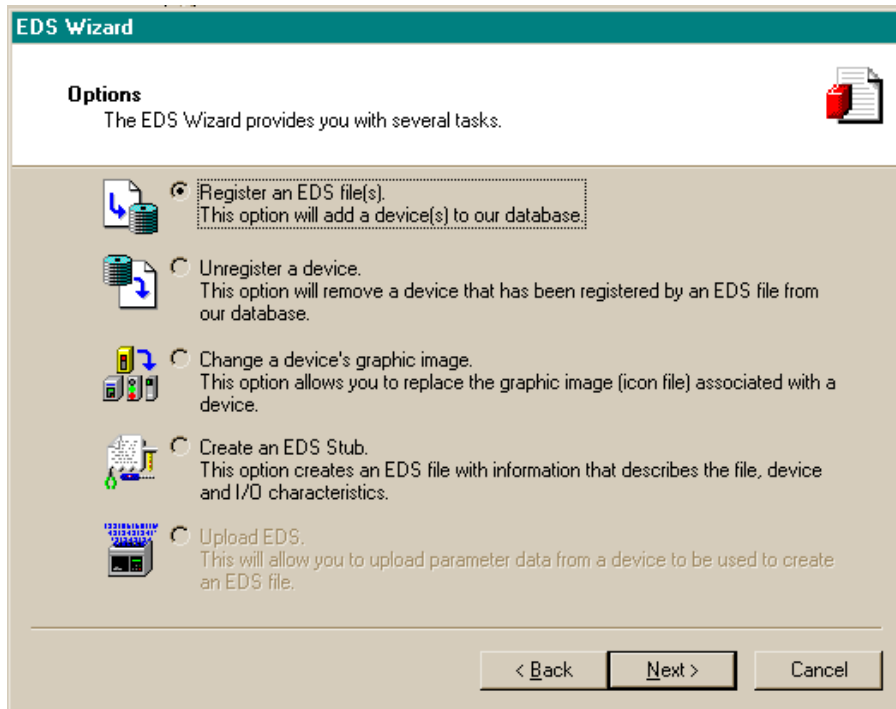 EDS Wizard
Options
The EDS Wizard provides you with several tasks.
Register an EDS file(s).
This option will add a device(s) to our database.
Unregister a device.
This option will remove a device that has been registered by an EDS file from
our database.
Change a device's graphic image.
This option allows you to replace the graphic image (icon file) associated with a
device.
Create an EDS Stub.
This option creates an EDS file with information that describes the file, device
and I/O characteristics.
Upload EDS.
This will allow you to upload parameter data from a device to be used to create
an EDS file.
< Back
Next >
Cancel